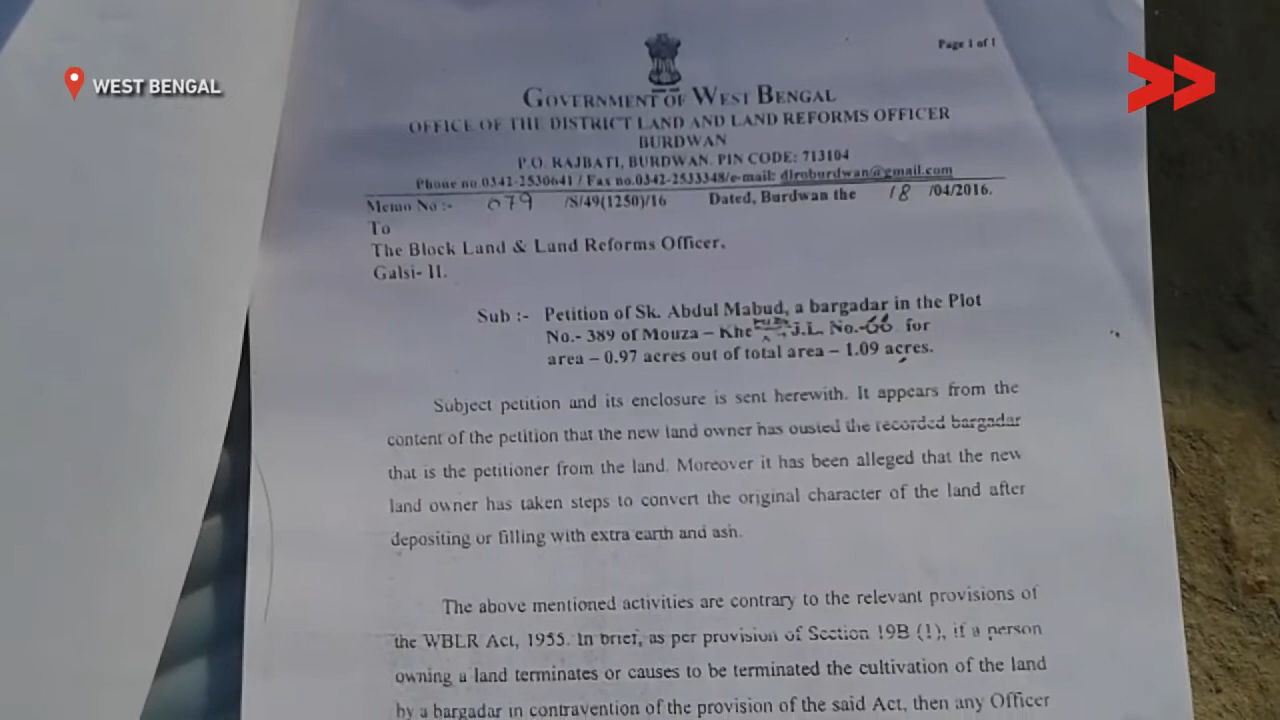 WEST BENGAL
Page 1 of 1
GOVERNMENT OF WEST BENGAL
OFFICE OF THE DISTRICT LAND AND LAND REFORMS OFFICER
BURDWAN
P.O. RAJBATI, BURDWAN. PIN CODE: 713104
Phone no.0342-2530641 / Fax no.0342-2533348/e-mail: dlroburdwan@gmail.com
Memo No :- 079 /S/49(1250)/16 Dated, Burdwan the 18 /04/2016.
To
The Block Land & Land Reforms Officer,
Galsi- II.
Sub :- Petition of Sk. Abdul Mabud, a bargadar in the Plot
No.- 389 of Mouza – J.L. No.-66 for
area – 0.97 acres out of total area – 1.09 acres.
Subject petition and its enclosure is sent herewith. It appears from the
content of the petition that the new land owner has ousted the recorded bargadar
that is the petitioner from the land. Moreover it has been alleged that the new
land owner has taken steps to convert the original character of the land after
depositing or filling with extra earth and ash.
The above mentioned activities are contrary to the relevant provisions of
the WBLR Act, 1955. In brief, as per provision of Section 19B (1), if a person
owning a land terminates or causes to be terminated the cultivation of the land
by a bargadar in contravention of the provision of the said Act, then any Officer